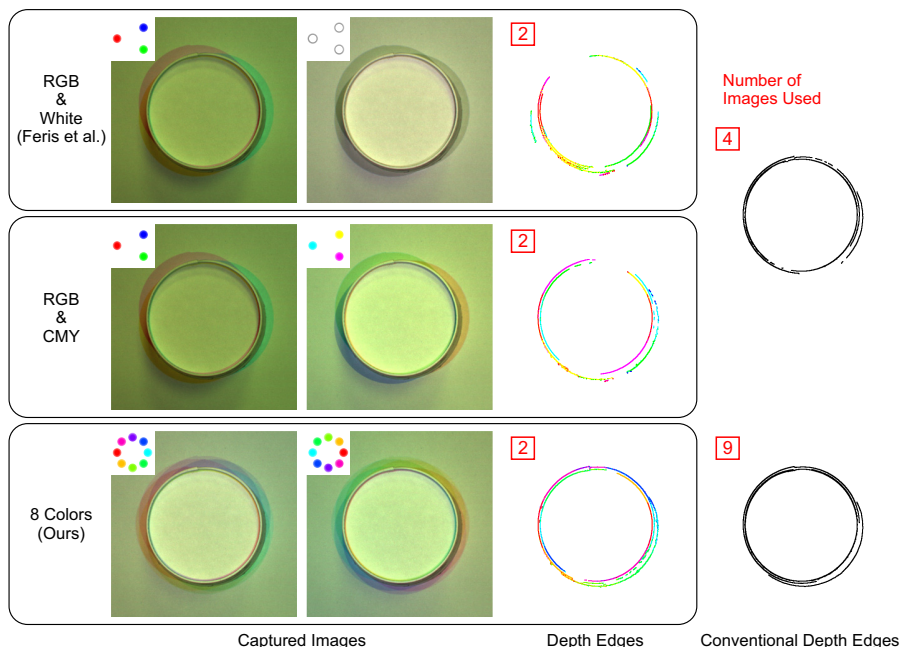 RGB
&
White
(Feris et al.)
2
Number of
Images Used
4
RGB
&
CMY
2
8 Colors
(Ours)
2
9
Captured Images
Depth Edges
Conventional Depth Edges